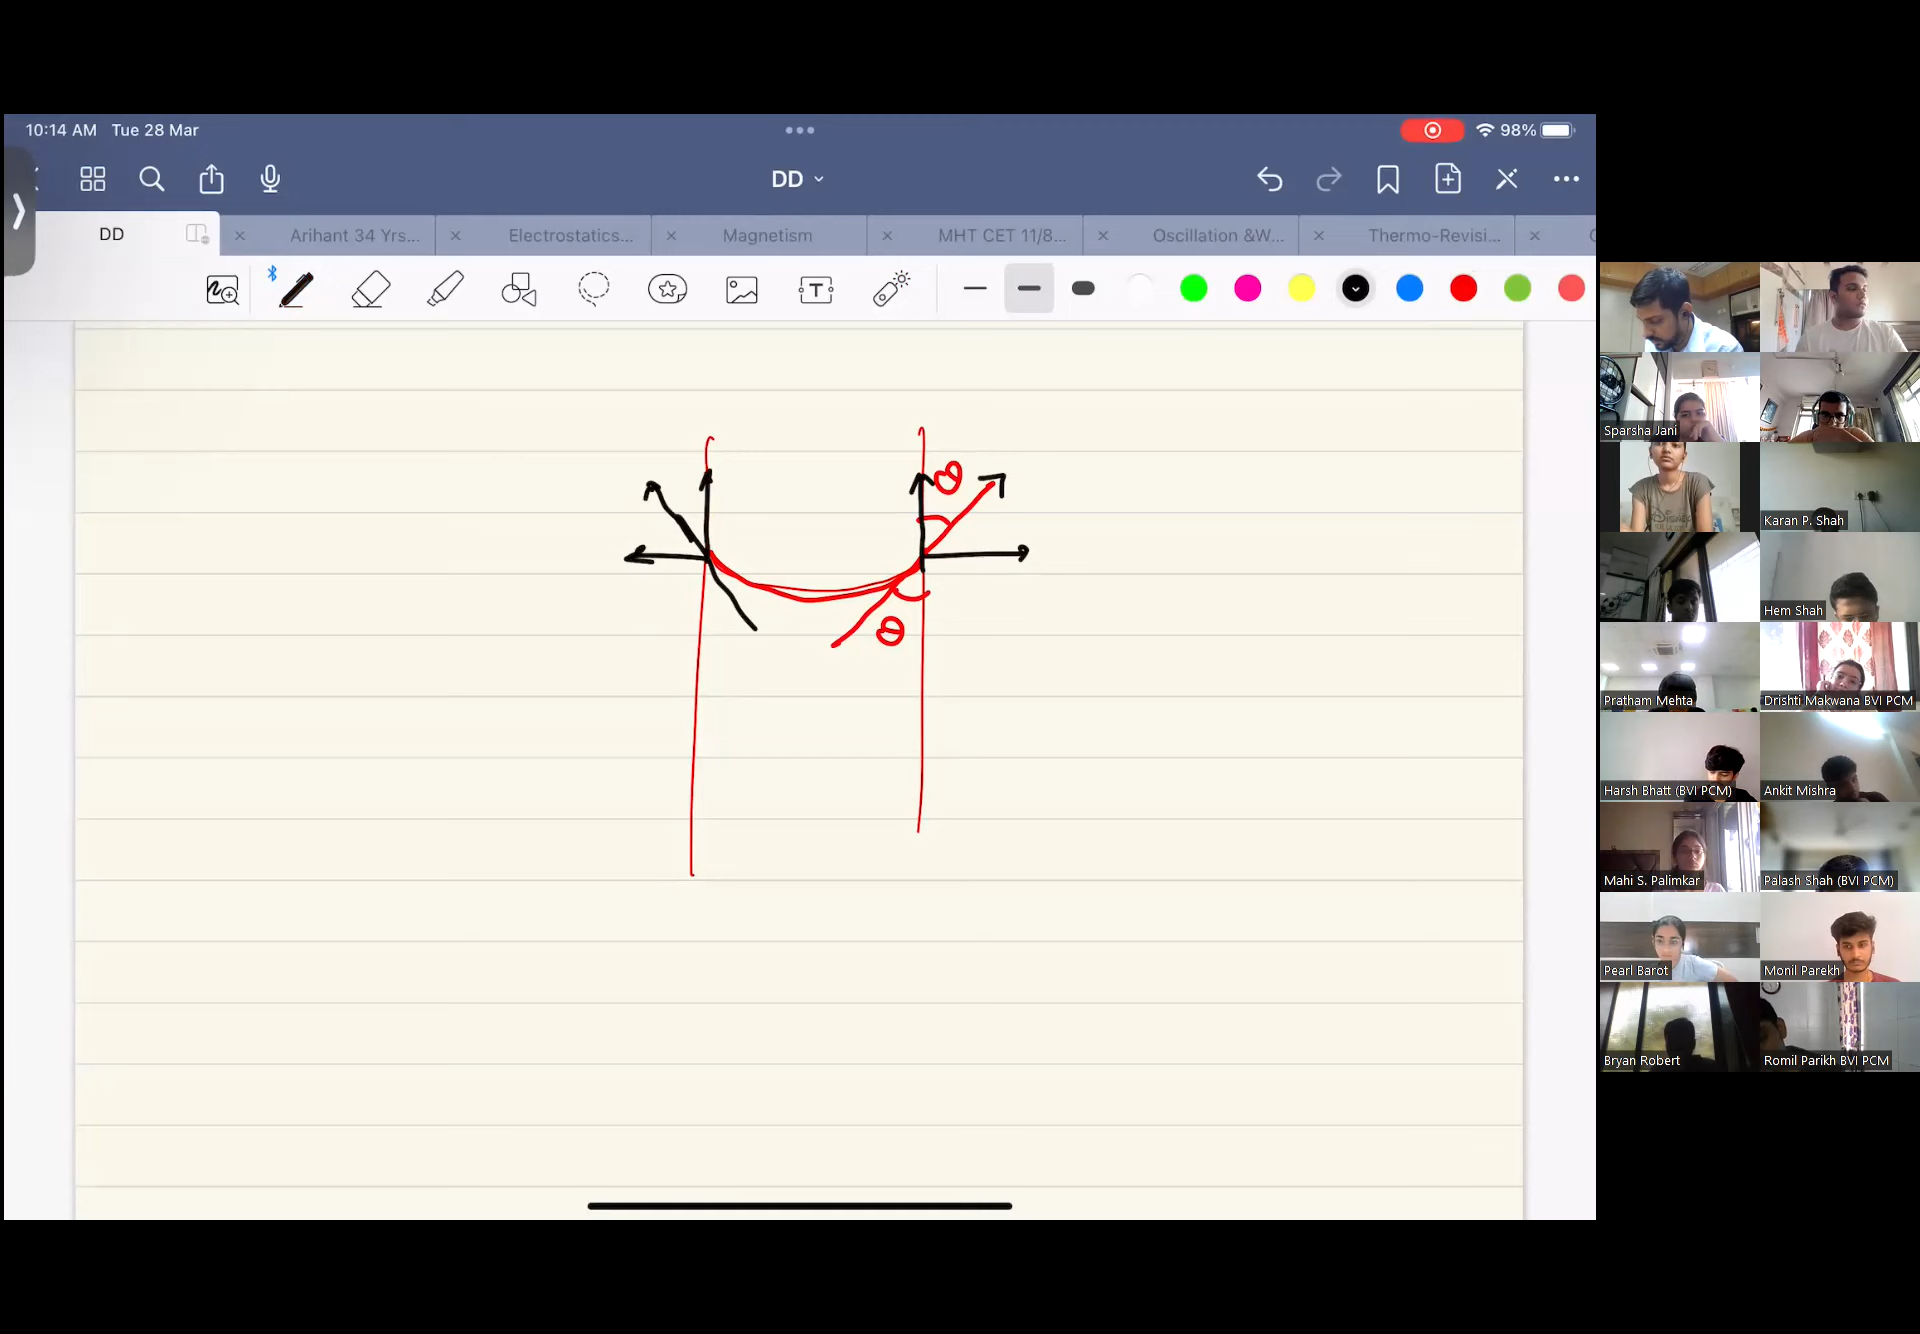 10:14 AM Tue 28 Mar
98%
DD
DD
Arihant 34 Yrs...
Electrostatics...
Magnetism
MHT CET 11/8...
Oscillation &W...
Thermo-Revisi...
T
θ
θ
Sparsha Jani
DISNEP
Karan P. Shah
Hem Shah
Pratham Mehta
Drishti Makwana BVI PCM
Harsh Bhatt (BVI PCM)
Ankit Mishra
Mahi S. Palimkar
Palash Shah (BVI PCM)
Pearl Barot
Monil Parekh
Bryan Robert
Romil Parikh BVI PCM